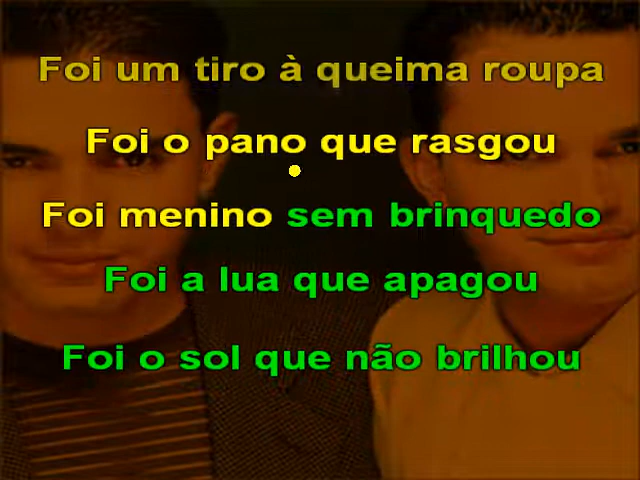 Foi um tiro à queima roupa
Foi o pano que rasgou
Foi menino sem brinquedo
Foi a lua que apagou
Foi o sol que não brilhou